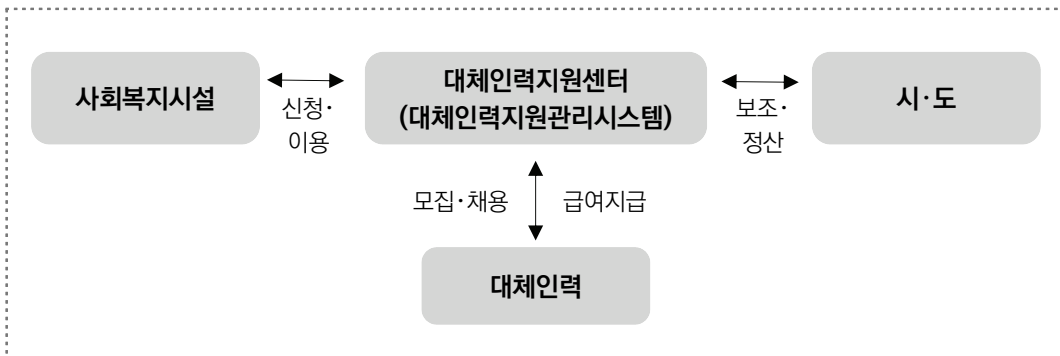 사회복지시설
신청·
이용
대체인력지원센터
(대체인력지원관리시스템)
보조·
정산
시·도
모집·채용
급여지급
대체인력